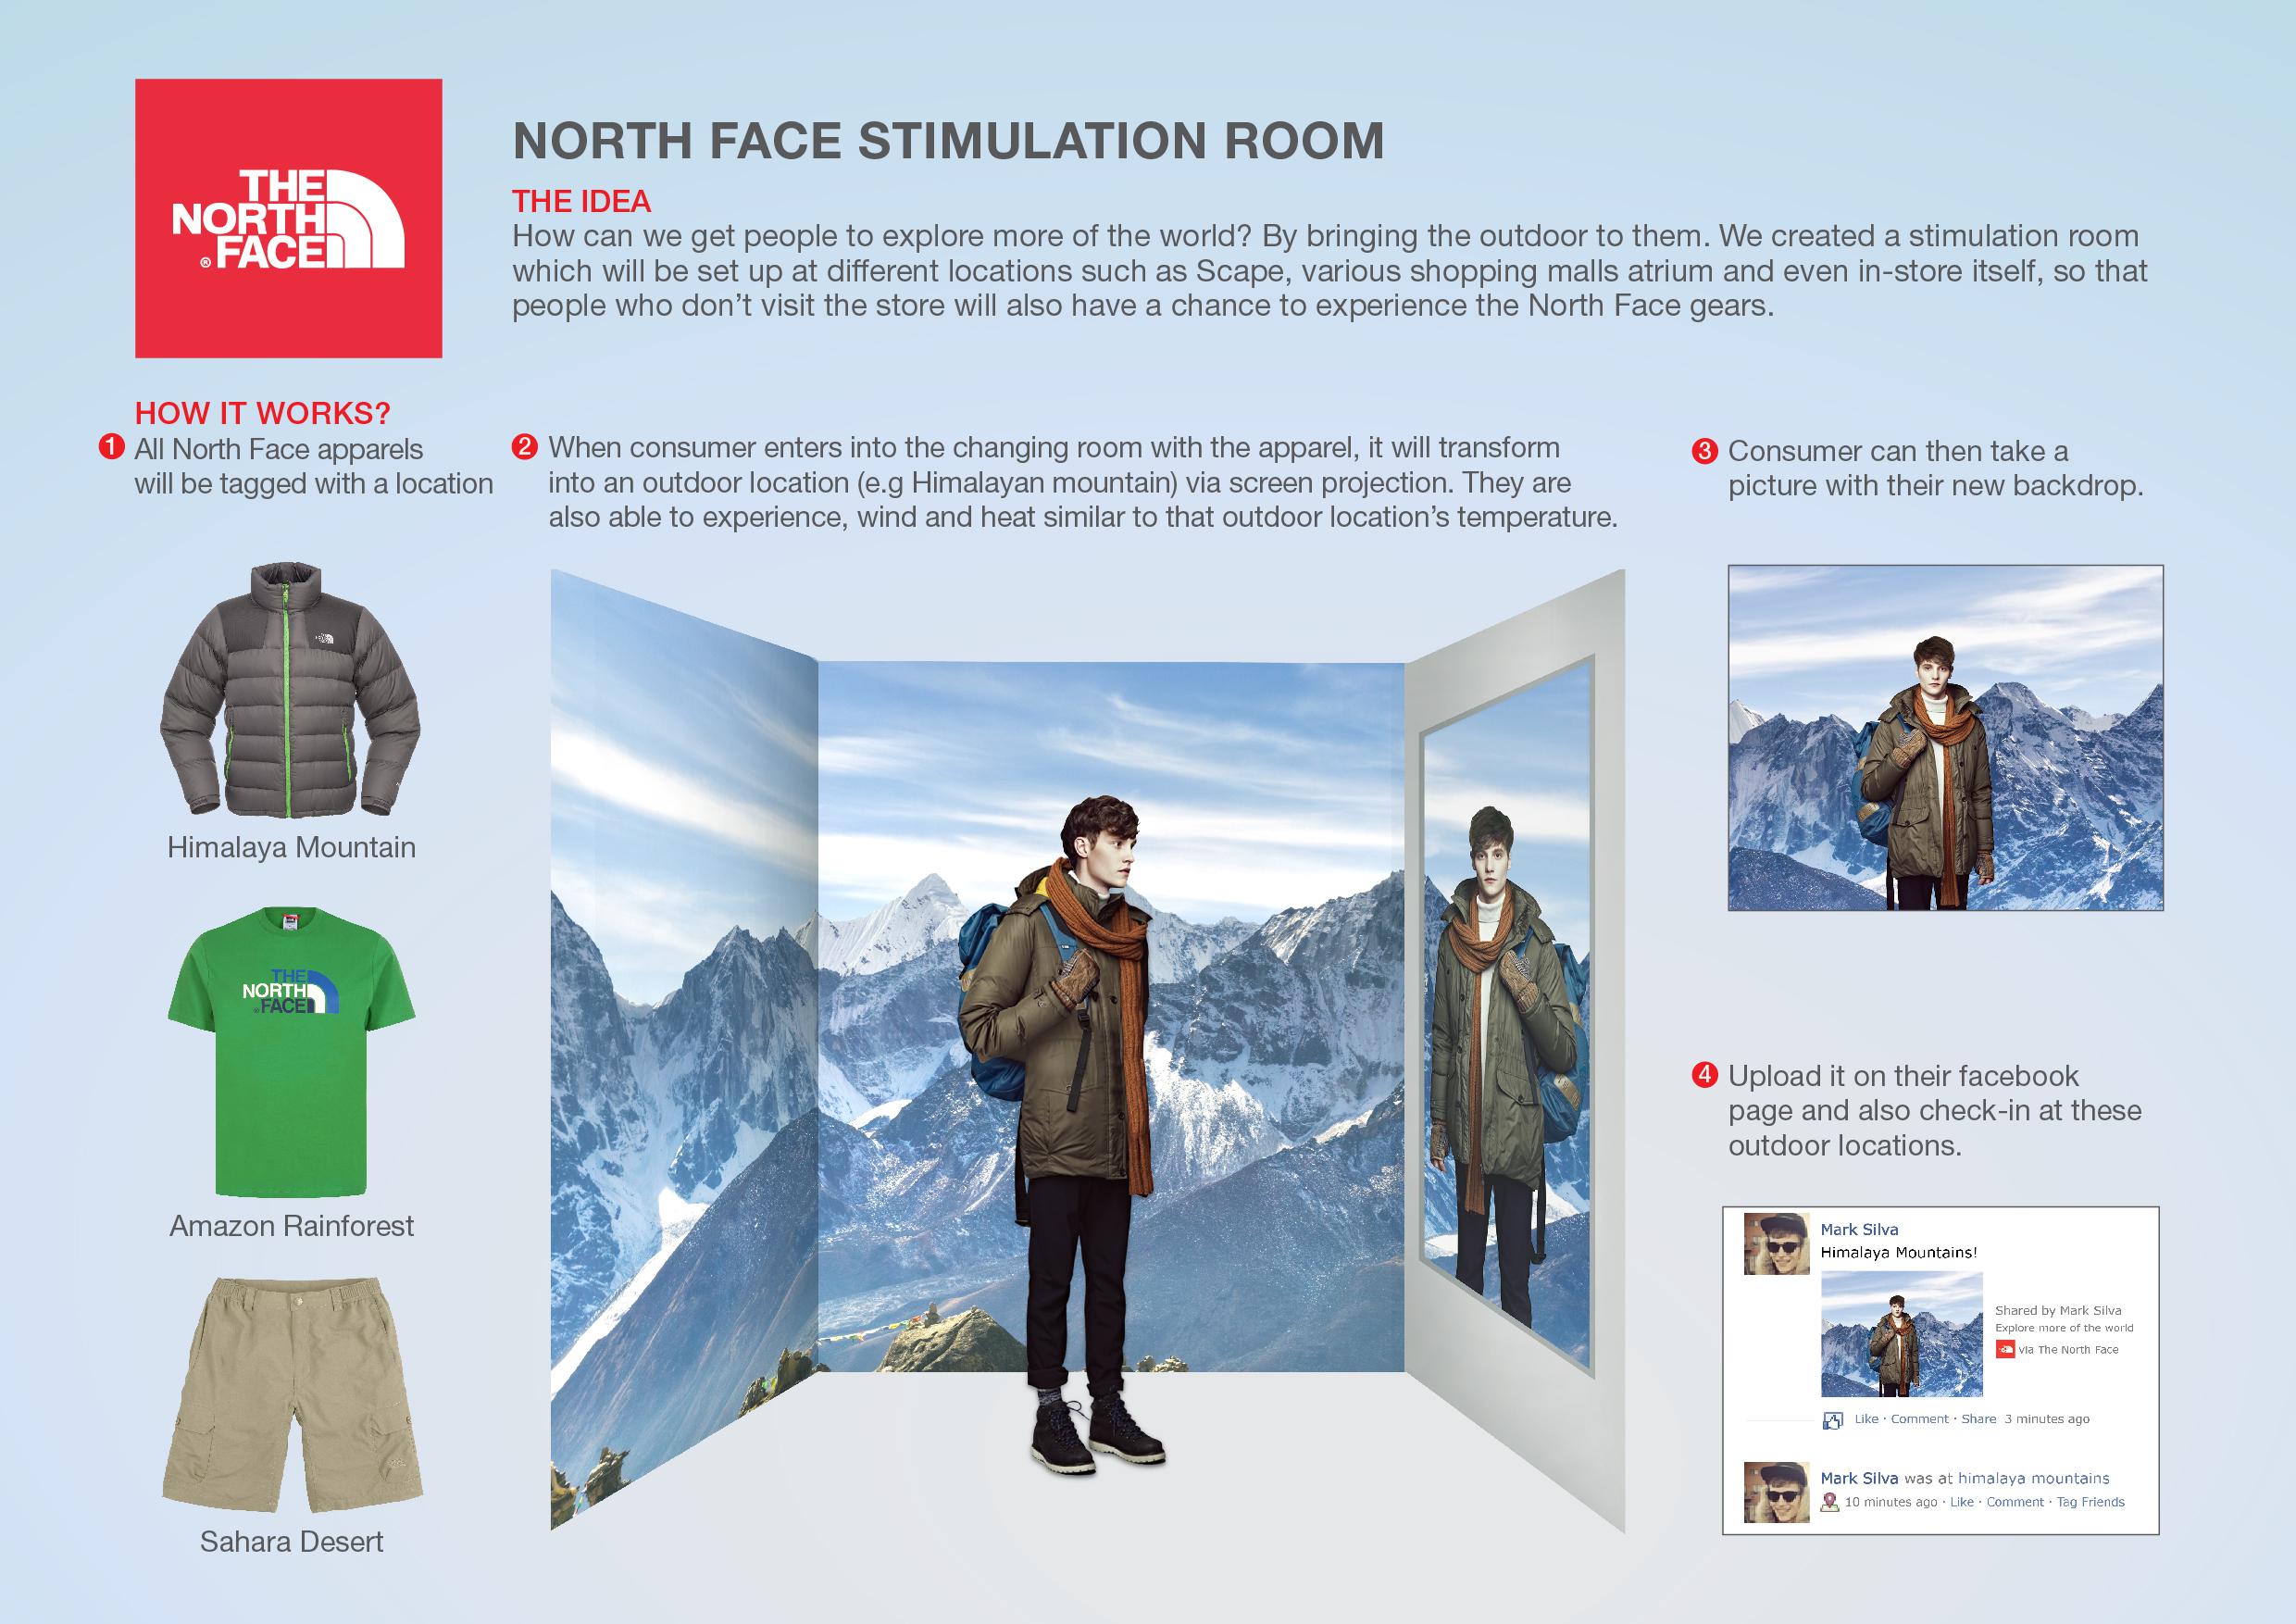 THE
NORTH
® FACE
NORTH FACE STIMULATION ROOM
THE IDEA
How can we get people to explore more of the world? By bringing the outdoor to them. We created a stimulation room
which will be set up at different locations such as Scape, various shopping malls atrium and even in-store itself, so that
people who don't visit the store will also have a chance to experience the North Face gears.
HOW IT WORKS?
1 All North Face apparels
will be tagged with a location
Himalaya Mountain
THE
NORTH
FACE
Amazon Rainforest
Sahara Desert
2 When consumer enters into the changing room with the apparel, it will transform
into an outdoor location (e.g Himalayan mountain) via screen projection. They are
also able to experience, wind and heat similar to that outdoor location's temperature.
3 Consumer can then take a
picture with their new backdrop.
4 Upload it on their facebook
page and also check-in at these
outdoor locations.
Mark Silva
Himalaya Mountains!
Shared by Mark Silva
Explore more of the world
via The North Face
Like · Comment · Share 3 minutes ago
Mark Silva was at himalaya mountains
10 minutes ago · Like · Comment · Tag Friends